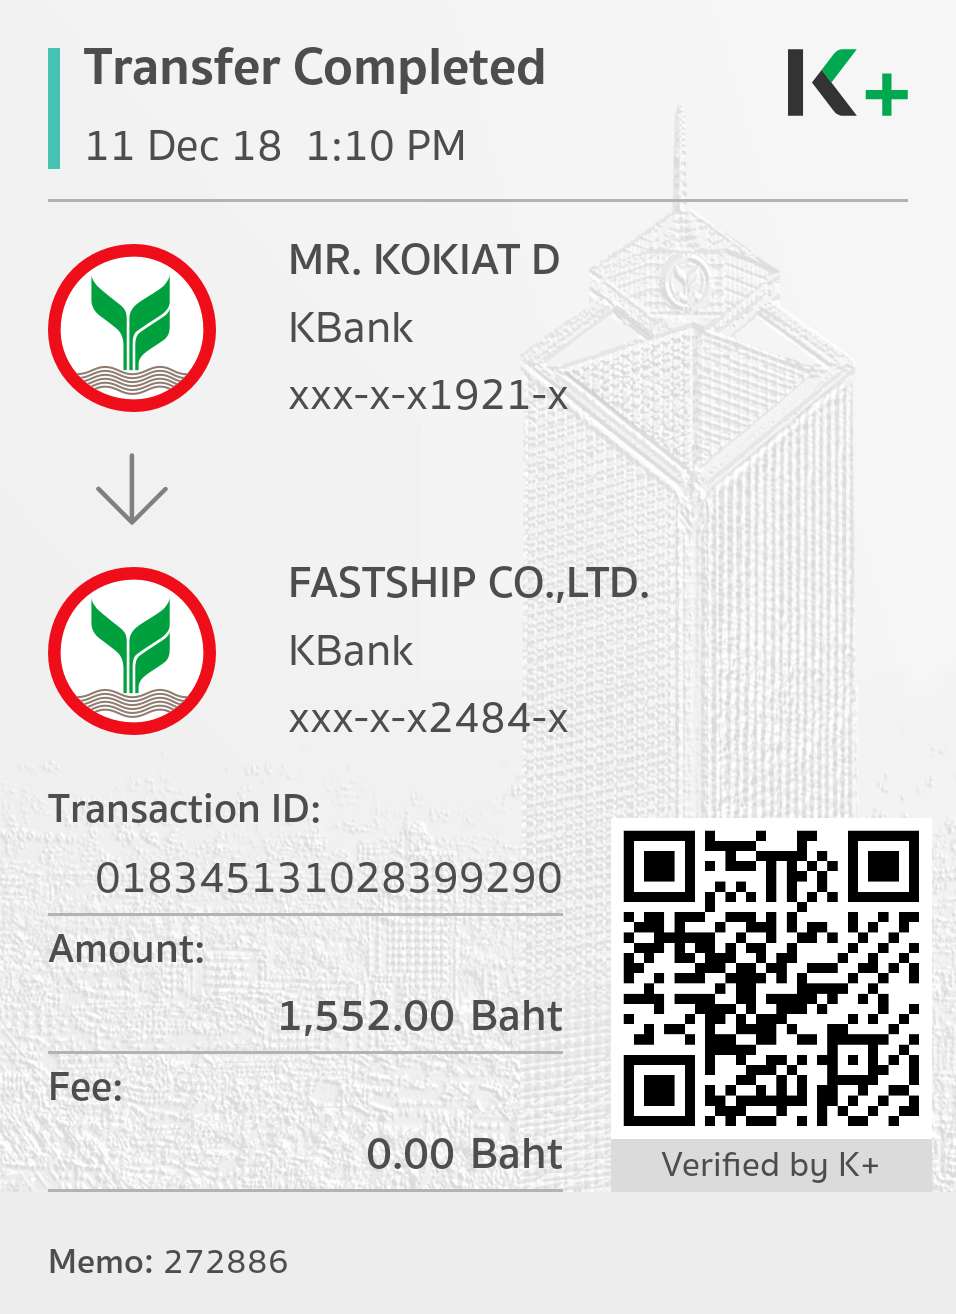 Transfer Completed
K+
11 Dec 18 1:10 PM
MR. KOKIAT D
KBank
xxx-x-x1921-x
FASTSHIP CO.,LTD.
KBank
xxx-x-x2484-x
Transaction ID:
018345131028399290
Amount:
1,552.00 Baht
Fee:
0.00 Baht
Verified by K+
Memo: 272886